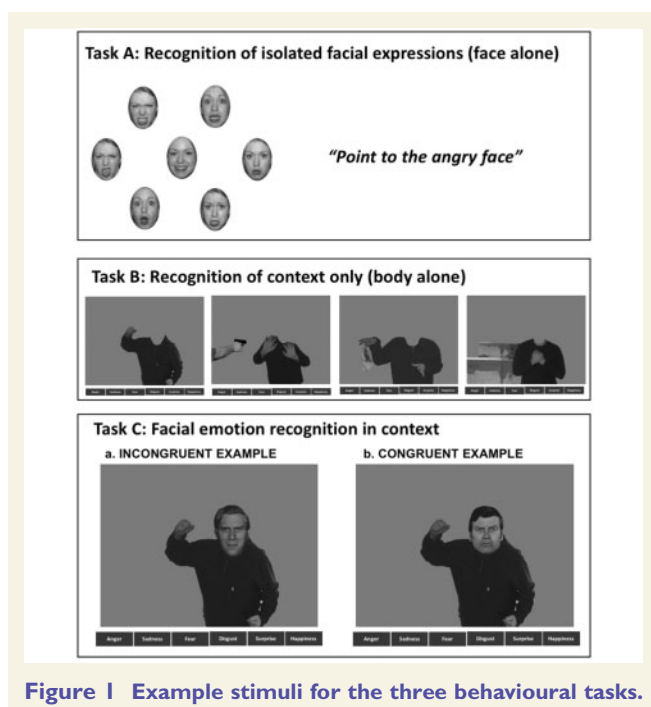 Task A: Recognition of isolated facial expressions (face alone)
“Point to the angry face”
Task B: Recognition of context only (body alone)
Task C: Facial emotion recognition in context
a. INCONGRUENT EXAMPLE
b. CONGRUENT EXAMPLE
Anger Sadness Fear Disgust Surprise Happiness
Anger Sadness Fear Disgust Surprise Happiness
Figure 1 Example stimuli for the three behavioural tasks.